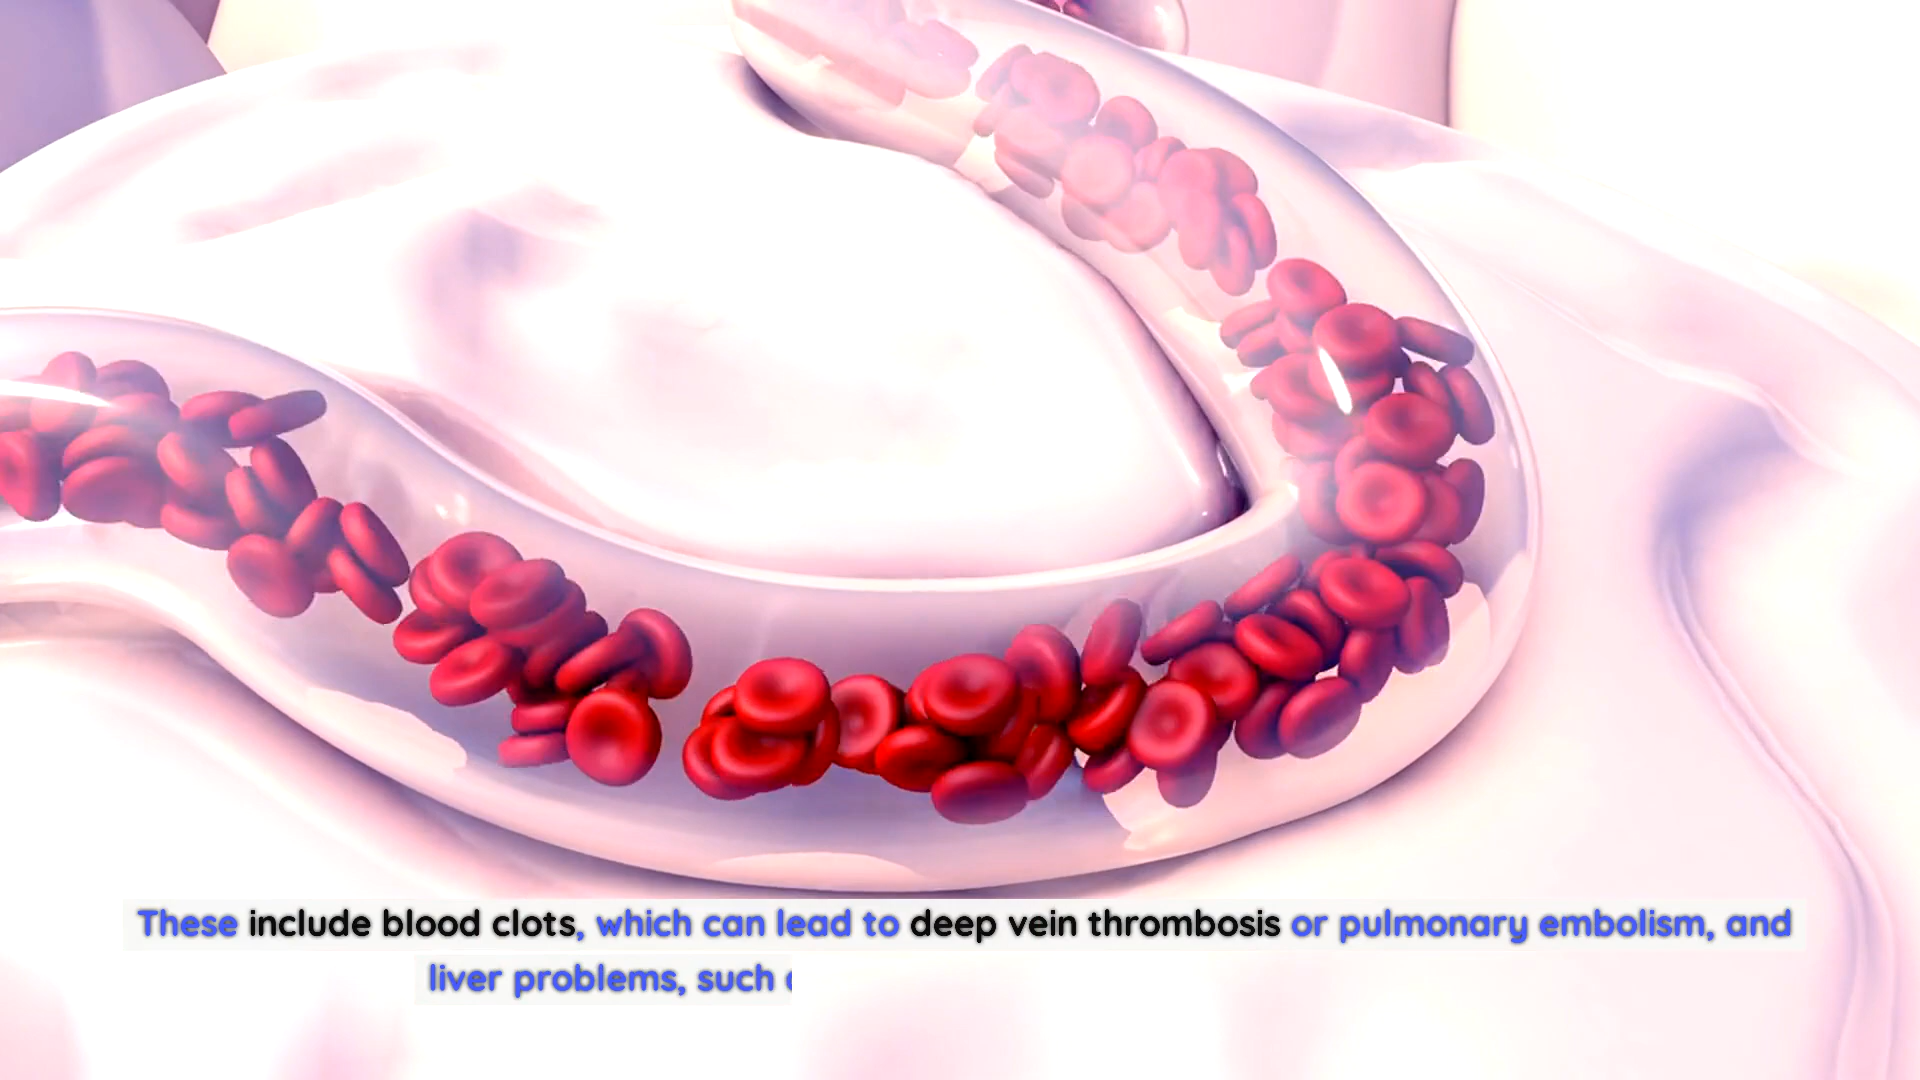 These include blood clots, which can lead to deep vein thrombosis or pulmonary embolism, and
liver problems, such